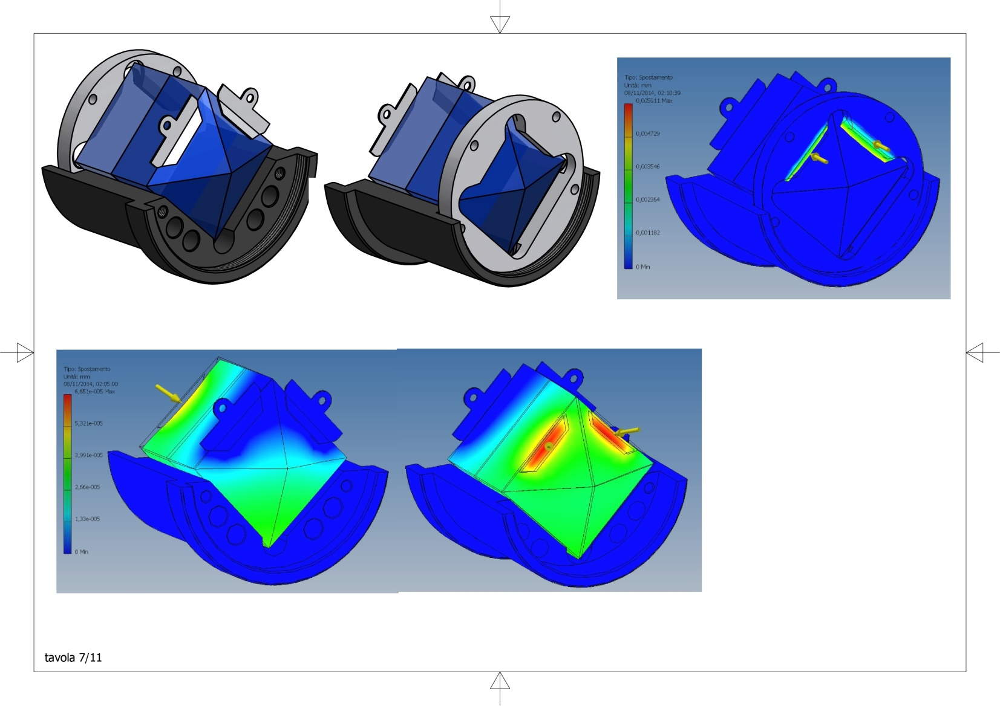 Tipo: Spostamento
Unità: mm
08/11/2014, 02:10:39
0,005911 Max
0,004729
0,003546
0,002364
0,001182
0 Min
Tipo: Spostamento
Unità: mm
08/11/2014, 02:05:00
6,651e-005 Max
5,321e-005
3,991e-005
2,66e-005
1,33e-005
0 Min
tavola 7/11